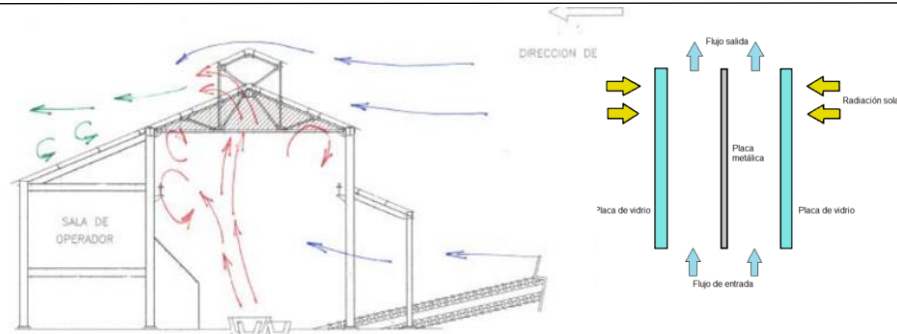 DIRECCION DE
SALA DE
OPERADOR
Flujo salida
Radiación sola
Placa
metálica
Placa de vidrio
Placa de vidrio
Flujo de entrada